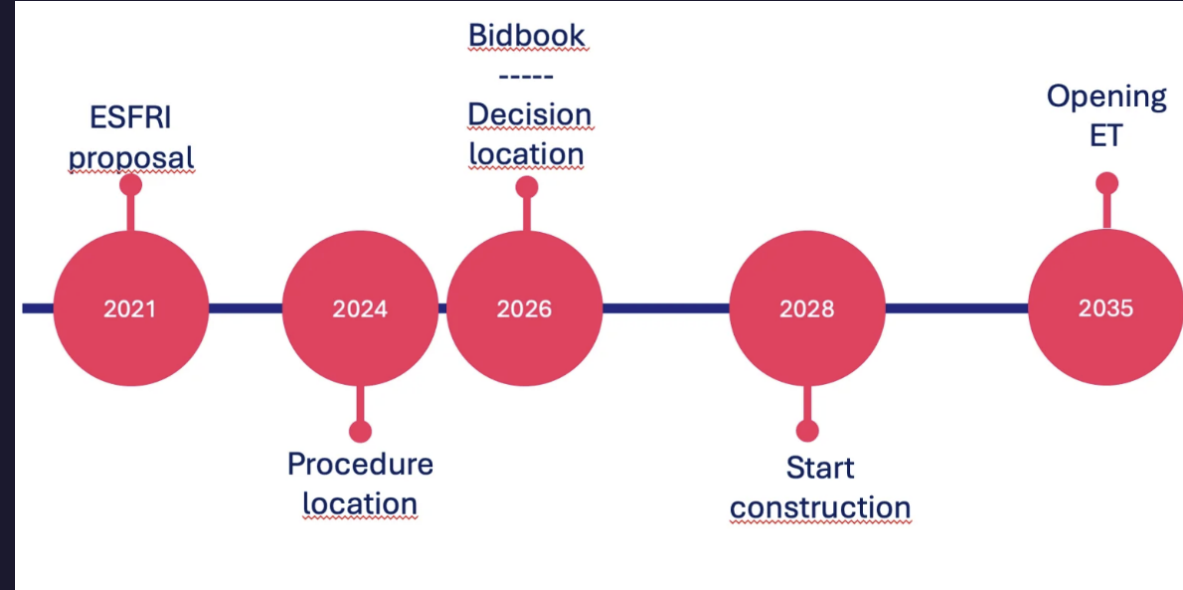 ESFRI
proposal
2021
2024
Procedure
location
Bidbook
-----
Decision
location
2026
2028
Start
construction
Opening
ET
2035